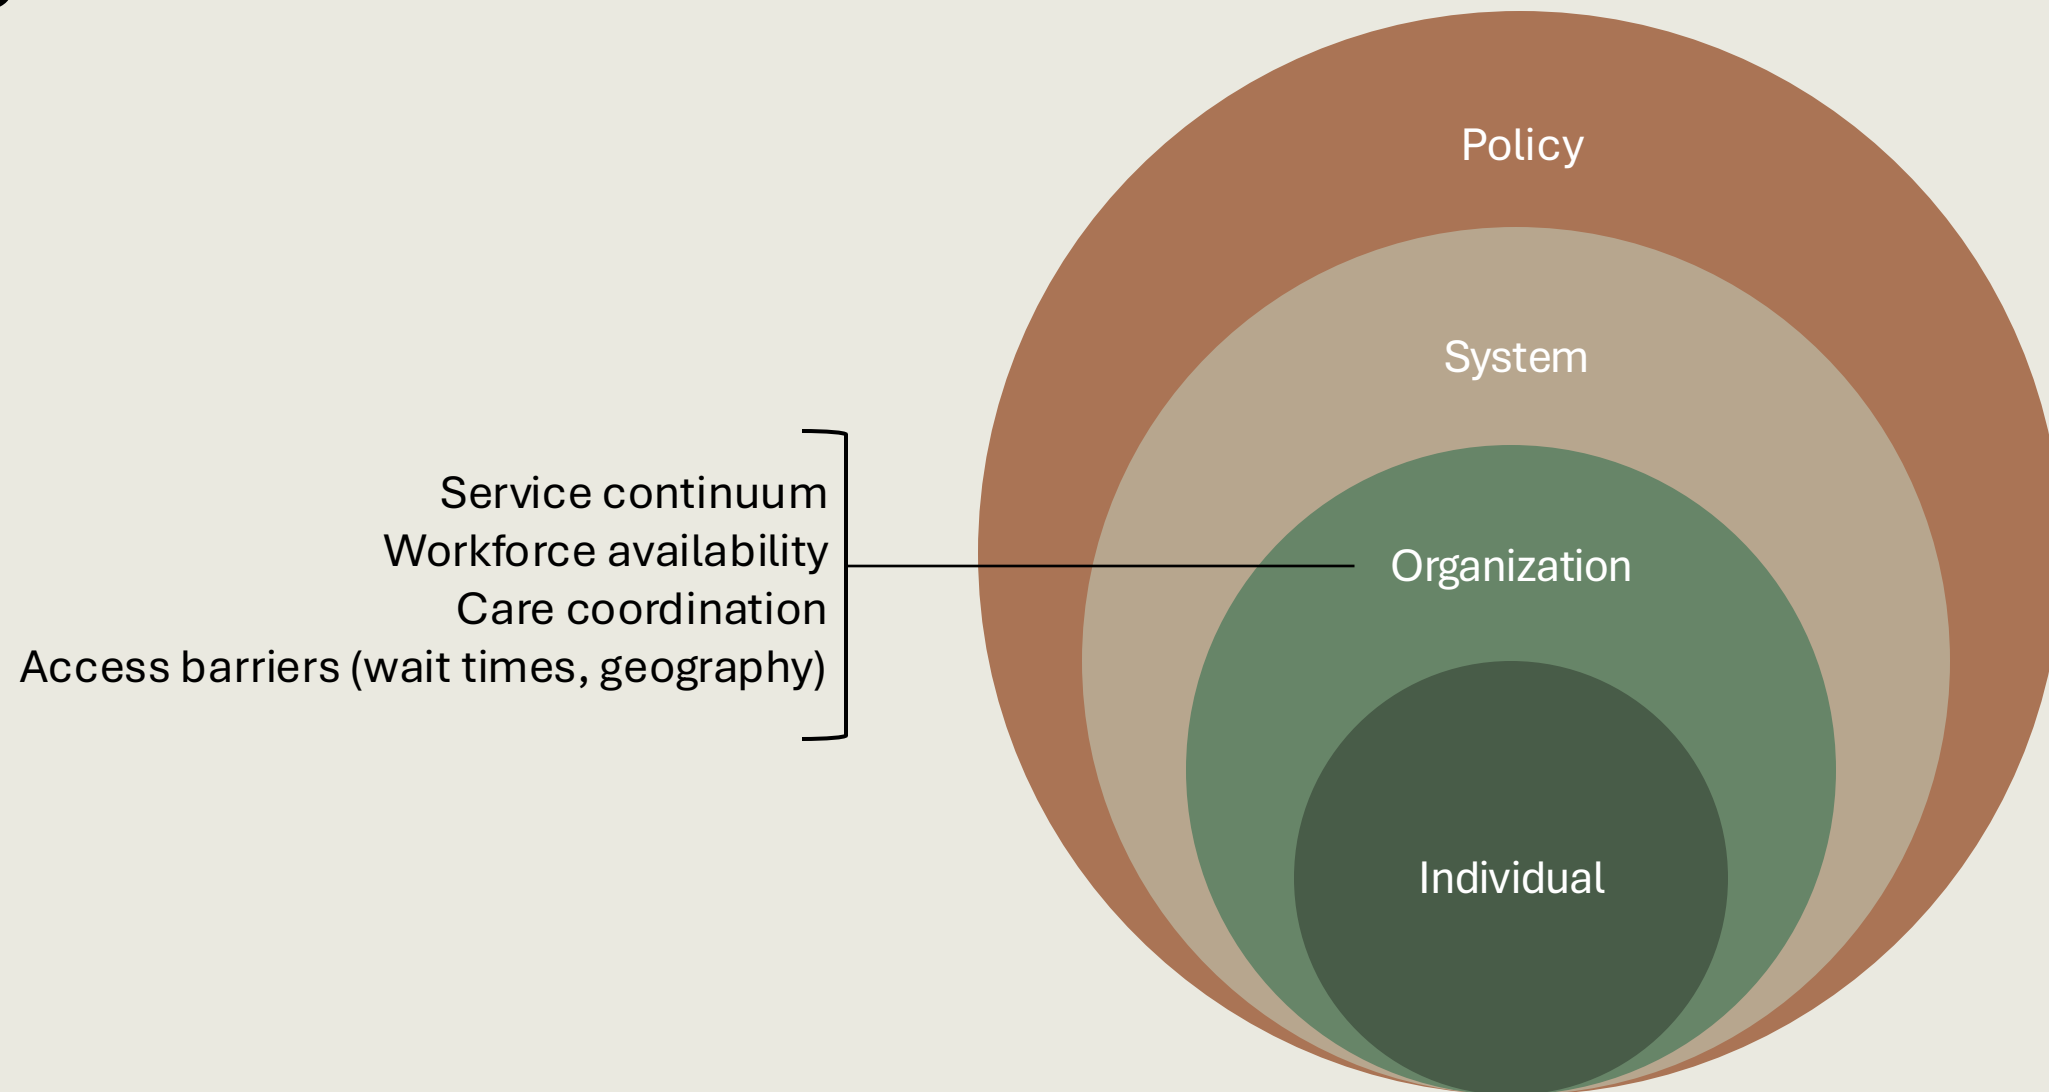 Policy
System
Service continuum
Workforce availability
Care coordination
Access barriers (wait times, geography)
Organization
Individual